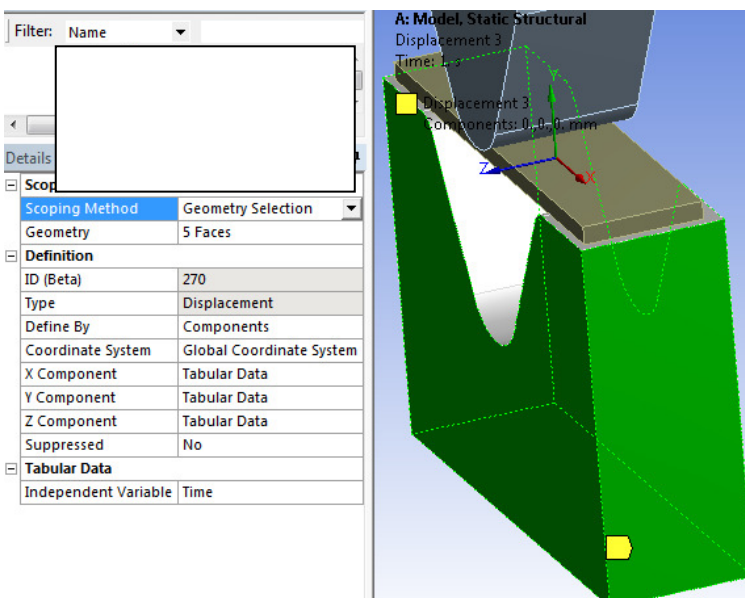 Filter: Name
Details
Scoping Method Geometry Selection
Geometry 5 Faces
Definition
ID (Beta) 270
Type Displacement
Define By Components
Coordinate System Global Coordinate System
X Component Tabular Data
Y Component Tabular Data
Z Component Tabular Data
Suppressed No
Tabular Data
Independent Variable Time
A: Model, Static Structural
Displacement 3
Time: 1, s
Displacement 3
Components: 0,,0,,0, mm
Y
Z
X